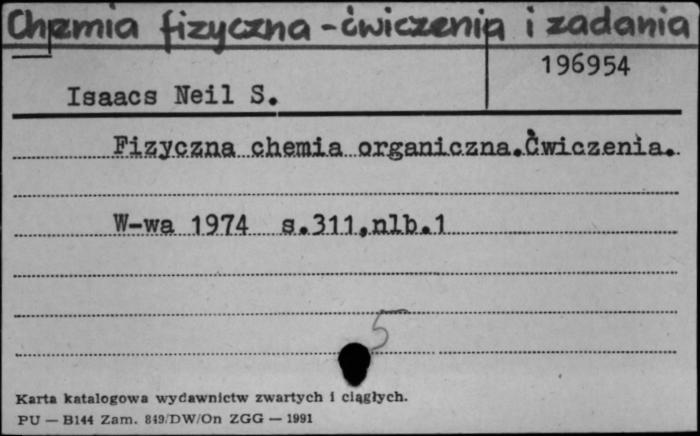 Chemia fizyczna - ćwiczenia i zadania
196954
Isaacs Neil S.
Fizyczna chemia organiczna. Ćwiczenia.
W-wa 1974 s.311, nlb.1
5
Karta katalogowa wydawnictw zwartych i ciągłych.
PU — B144 Zam. 849/DW/On ZGG — 1991